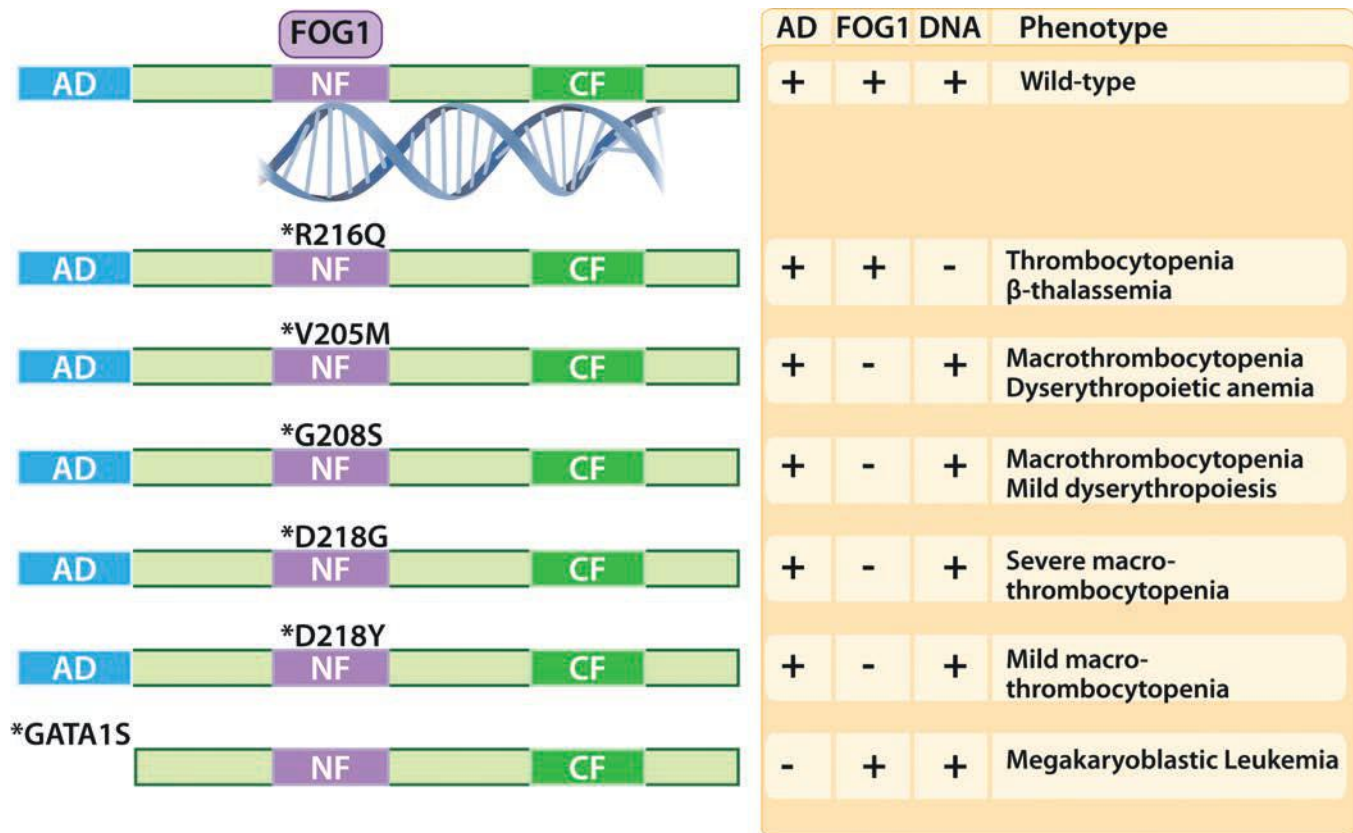 FOG1
AD NF CF
*R216Q
AD NF CF
*V205M
AD NF CF
*G208S
AD NF CF
*D218G
AD NF CF
*D218Y
AD NF CF
*GATA1S
NF CF
AD FOG1 DNA Phenotype
+ + + Wild-type
+ + - Thrombocytopenia
β-thalassemia
+ - + Macrothrombocytopenia
Dyserythropoietic anemia
+ - + Macrothrombocytopenia
Mild dyserythropoiesis
+ - + Severe macro-
thrombocytopenia
+ - + Mild macro-
thrombocytopenia
- + + Megakaryoblastic Leukemia